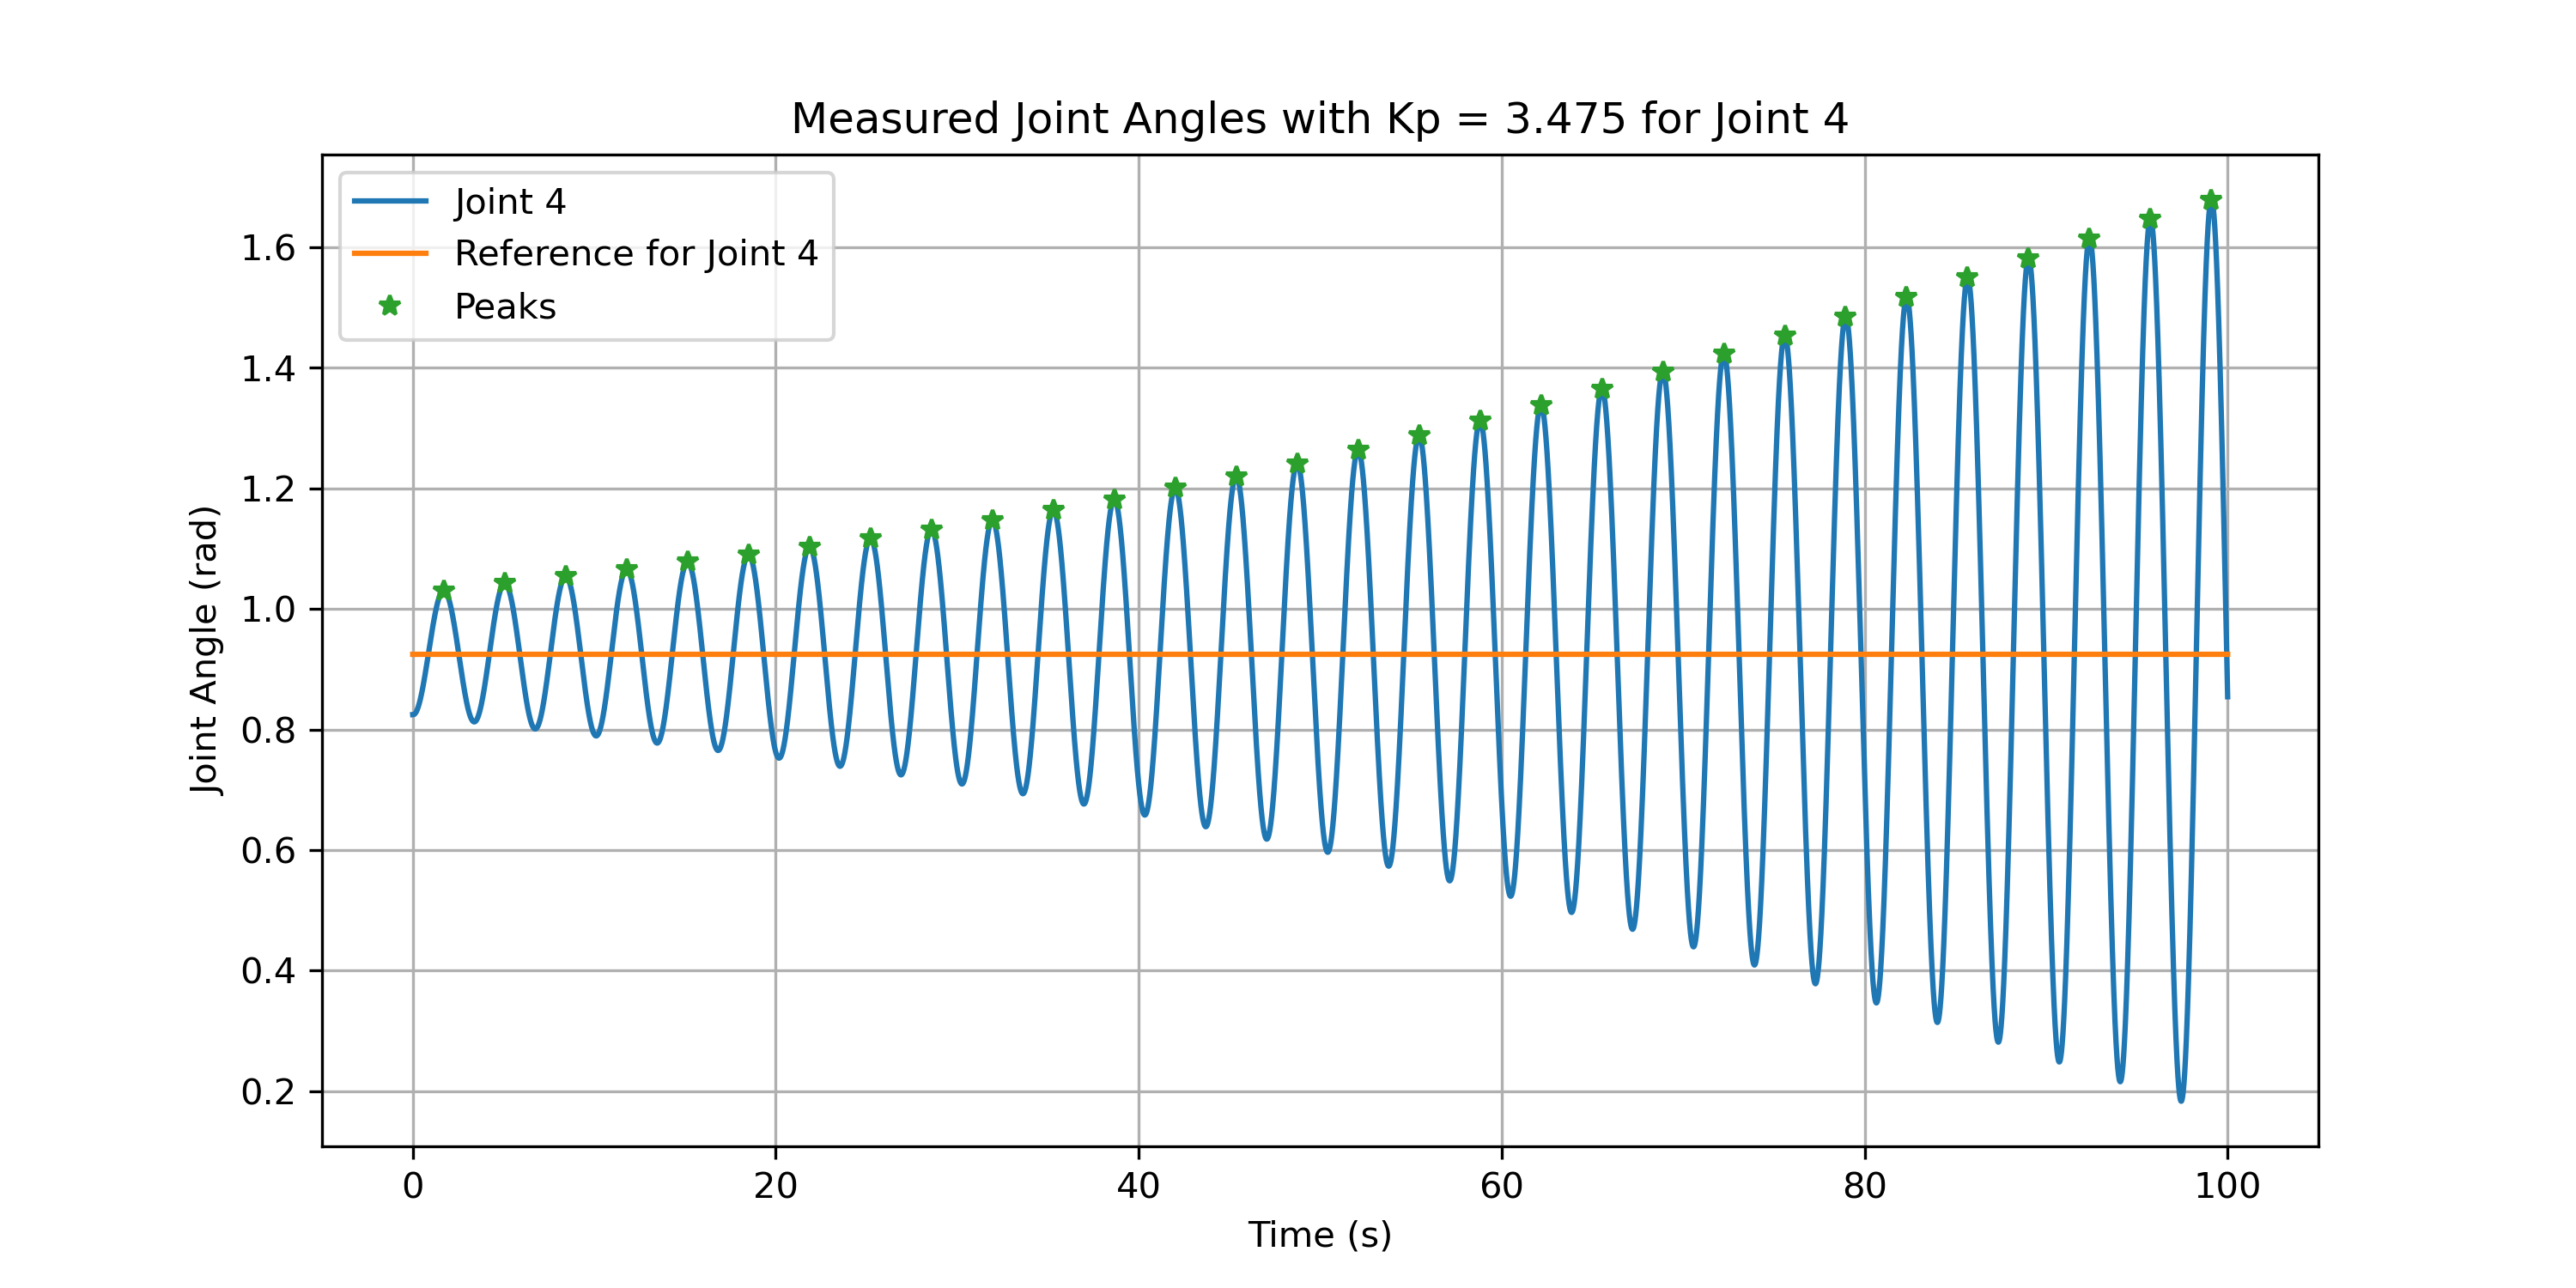 Measured Joint Angles with Kp = 3.475 for Joint 4
Joint 4
Reference for Joint 4
Peaks
Joint Angle (rad)
1.6
1.4
1.2
1.0
0.8
0.6
0.4
0.2
0 20 40 60 80 100
Time (s)